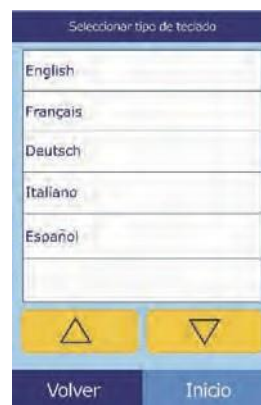 Seleccionar tipo de teclado
English
Français
Deutsch
Italiano
Español
Volver Inicio